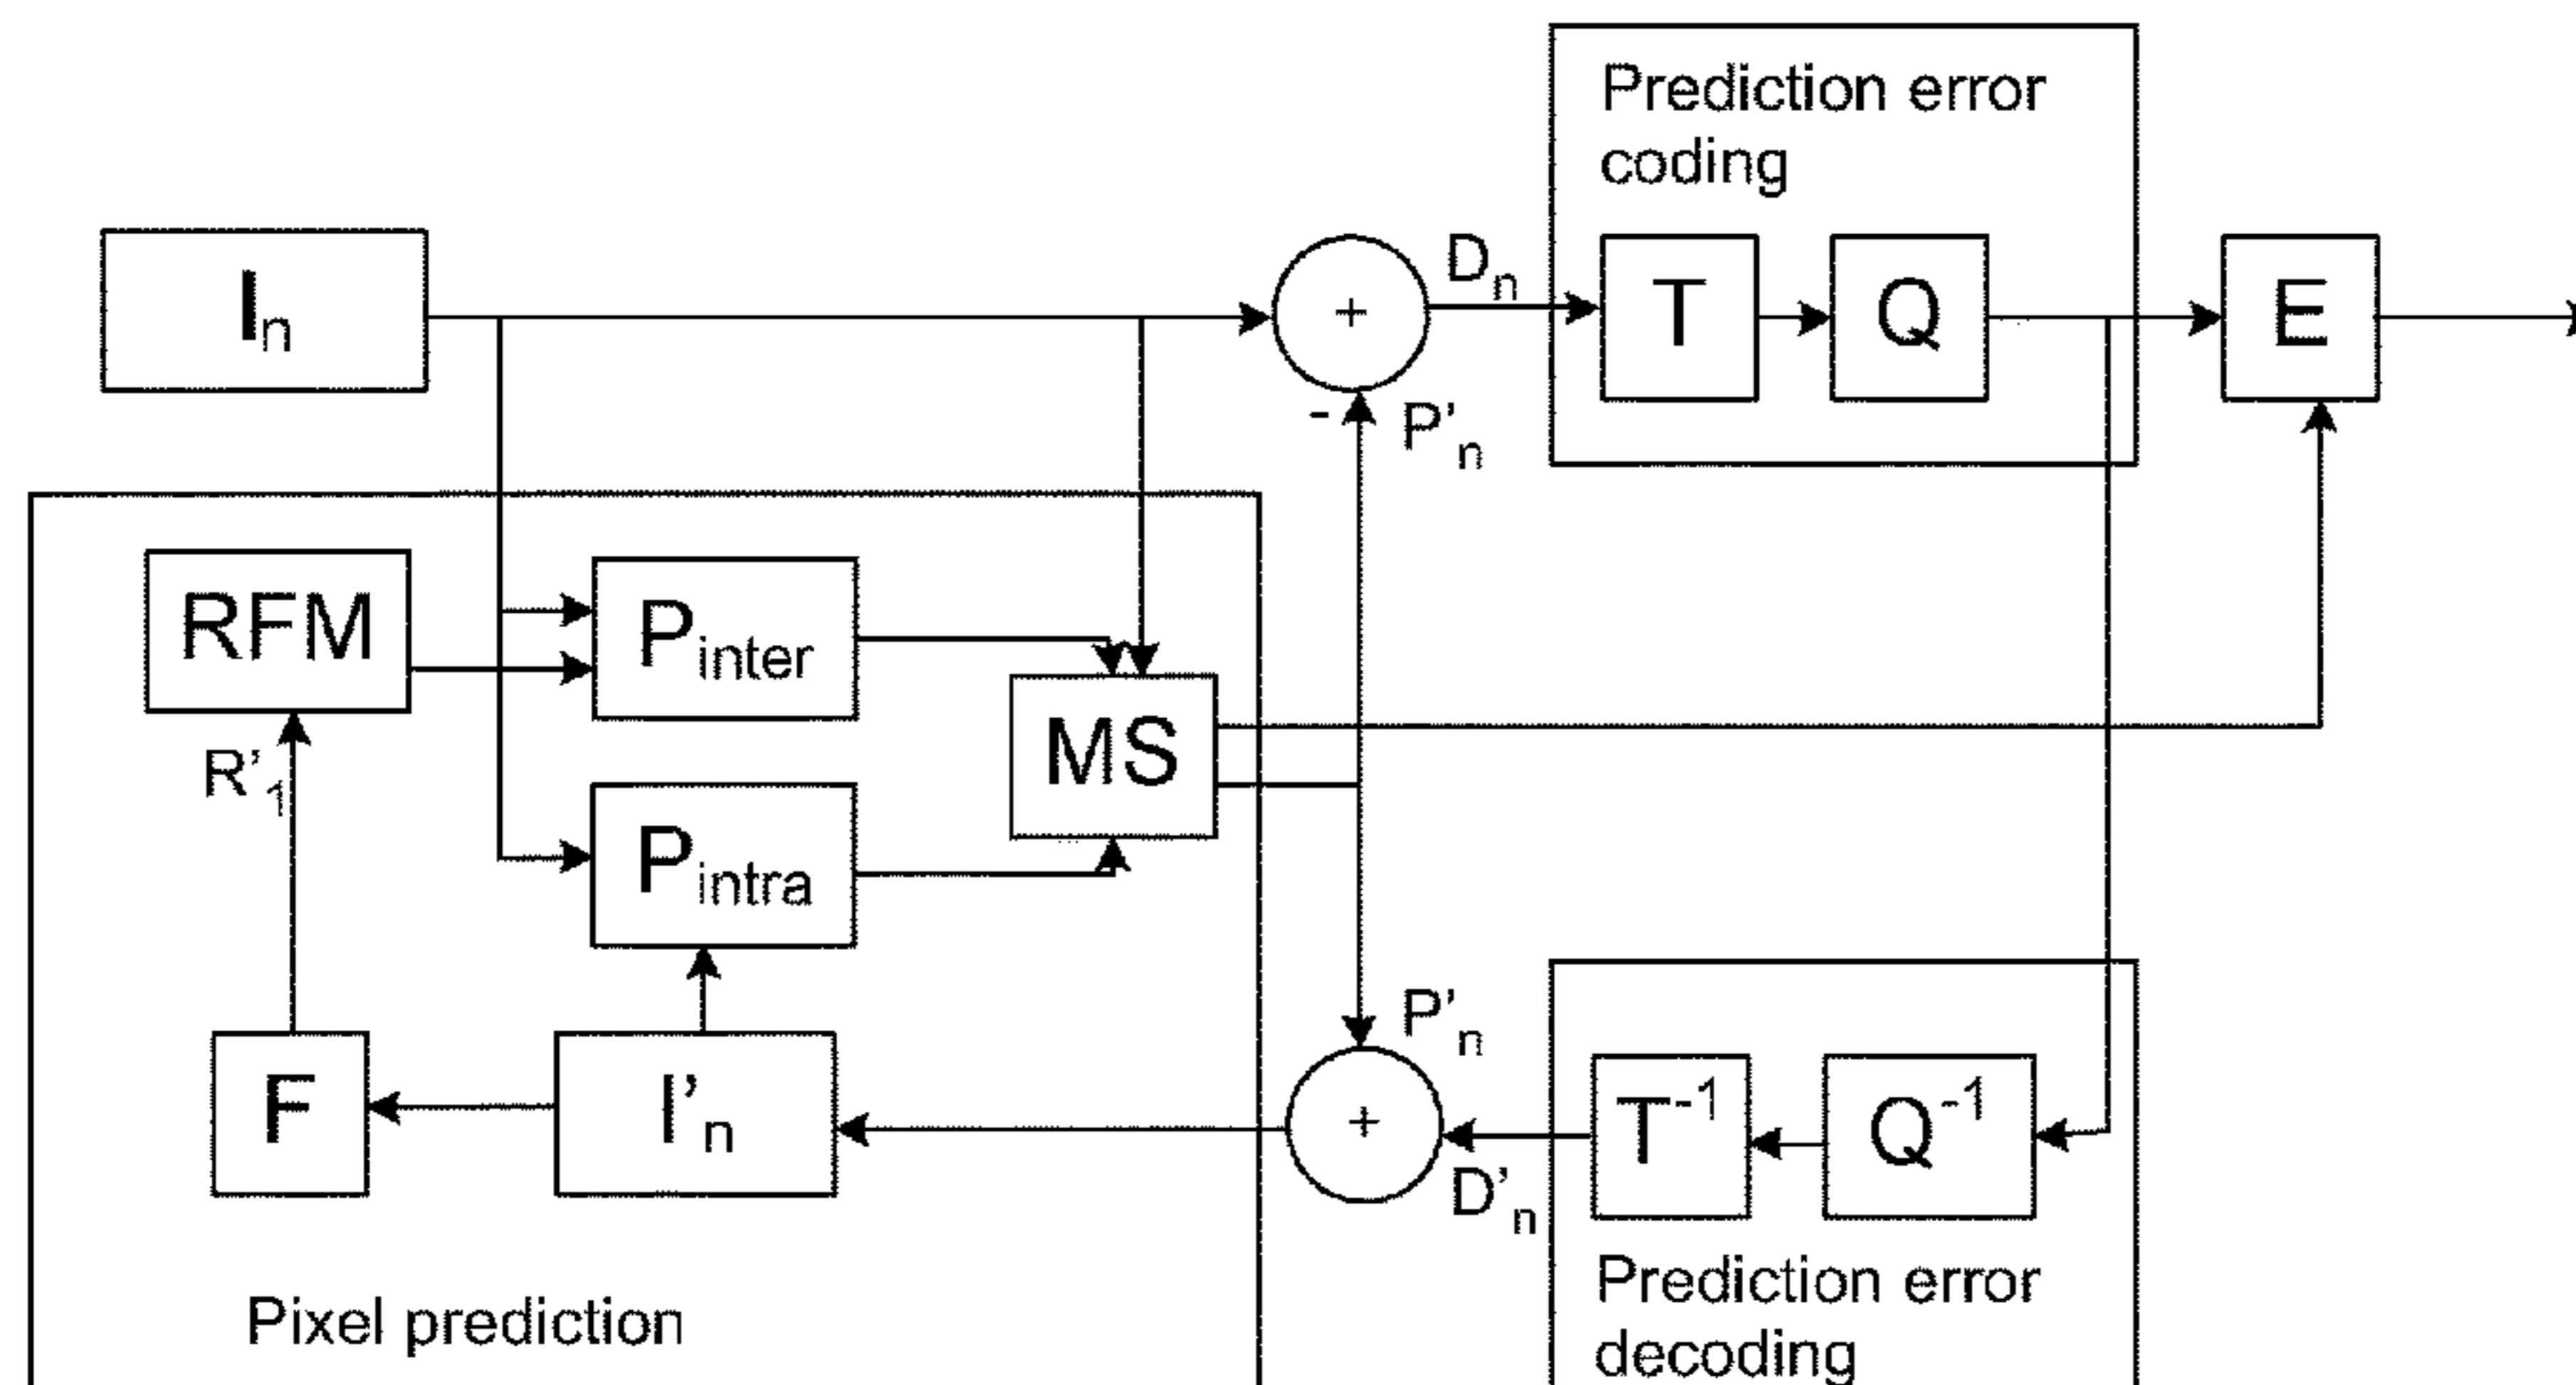 Prediction error
coding
Iₙ
+
Dₙ
T
Q
E
-
P'ₙ
RFM
Pinter
MS
R'₁
Pintra
P'ₙ
F
I'ₙ
+
D'ₙ
T⁻¹
Q⁻¹
Pixel prediction
Prediction error
decoding